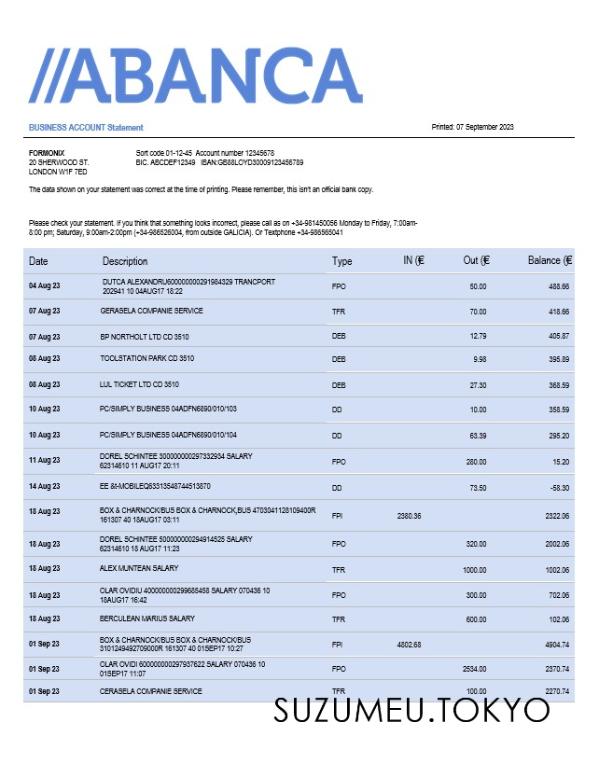 //ABANCA
BUSINESS ACCOUNT Statement Printed: 07 September 2023
FORMONIX Sort code 01-12-45 Account number 12345678
20 SHERWOOD ST. BIC. ABCDEF12349 ISAN:GB88LOYD30009123456789
LONDON W1F 7ED
The data shown on your statement was correct at the time of printing. Please remember, this isn't an official bank copy.
Please check your statement. If you think that something looks incorrect, please call as on +34-981450056 Monday to Friday, 7:00am-
8:00 pm; Saturday, 9:00am-2:00pm (+34-986526004, from outside GALICIA). Or Textphone +34-986565041
Date Description Type IN (€ Out (€ Balance (€
04 Aug 23 DUTCA ALEXANDRU600000000291984329 TRANCPORT FPO 50.00 488.66
202941 10 04AUG17 18:22
07 Aug 23 GERASELA COMPANIE SERVICE TFR 70.00 418.66
07 Aug 23 BP NORTHOLT LTD CD 3510 DEB 12.79 405.87
08 Aug 23 TOOLSTATION PARK CD 3510 DEB 9.98 395.89
08 Aug 23 LUL TICKET LTD CD 3510 DEB 27.30 368.59
10 Aug 23 PC/SIMPLY BUSINESS 04ADFN6890/010/103 DD 10.00 358.59
10 Aug 23 PC/SIMPLY BUSINESS 04ADFN6890/010/104 DD 63.39 295.20
11 Aug 23 DOREL SCHINTEE 300000000297332934 SALARY FPO 280.00 15.20
62314610 11 AUG17 20:11
14 Aug 23 EE &t-MOBILEQ63313548744513870 DD 73.50 -58.30
18 Aug 23 BOX & CHARNOCK/BUS BOX & CHARNOCK,BUS 4703041128109400R FPI 2380.36 2322.06
161307 40 18AUG17 03:11
18 Aug 23 DOREL SCHINTEE 500000000294914525 SALARY FPO 320.00 2002.06
62314610 18 AUG17 11:23
18 Aug 23 ALEX MUNTEAN SALARY TFR 1000.00 1002.06
18 Aug 23 OLAR OVIDIU 400000000299686458 SALARY 070436 10 FPO 300.00 702.06
18AUG17 16:42
18 Aug 23 BERCULEAN MARIUS SALARY TFR 600.00 102.06
01 Sep 23 BOX & CHARNOCK/BUS BOX & CHARNOCK/BUS FPI 4802.68 4904.74
3101249492709000R 161307 40 01SEP17 10:27
01 Sep 23 OLAR OVIDI 600000000297937622 SALARY 070436 10 FPO 2534.00 2370.74
01SEP17 11:07
01 Sep 23 CERASELA COMPANIE SERVICE TFR 100.00 2270.74
SUZUMEU.TOKYO